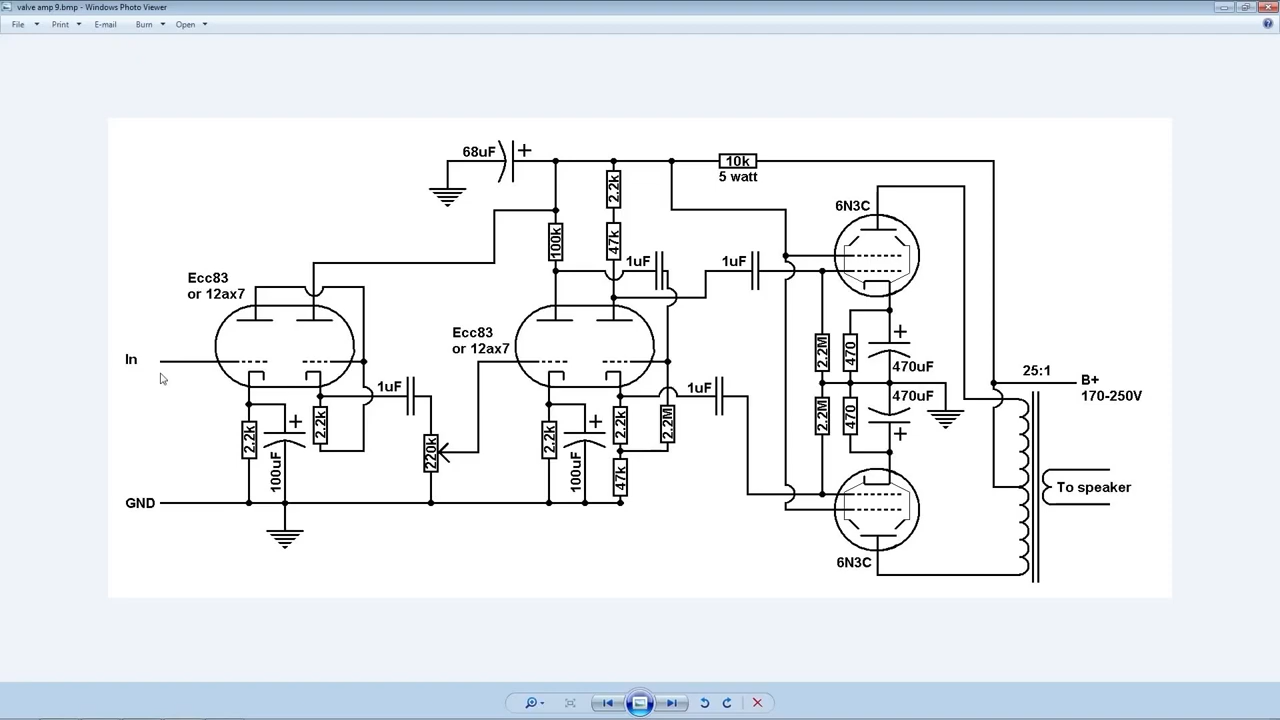 valve amp 9.bmp - Windows Photo Viewer
File Print E-mail Burn Open
68uF +
10k
5 watt
2.2k
6N3C
100k
47k
1uF
1uF
Ecc83
or 12ax7
Ecc83
or 12ax7
In
+
2.2M
470
470uF
25:1
B+
170-250V
1uF
1uF
470uF
2.2M
470
+
2.2k
+
100uF
2.2k
220k
2.2k
+
100uF
2.2k
2.2M
47k
To speaker
GND
6N3C